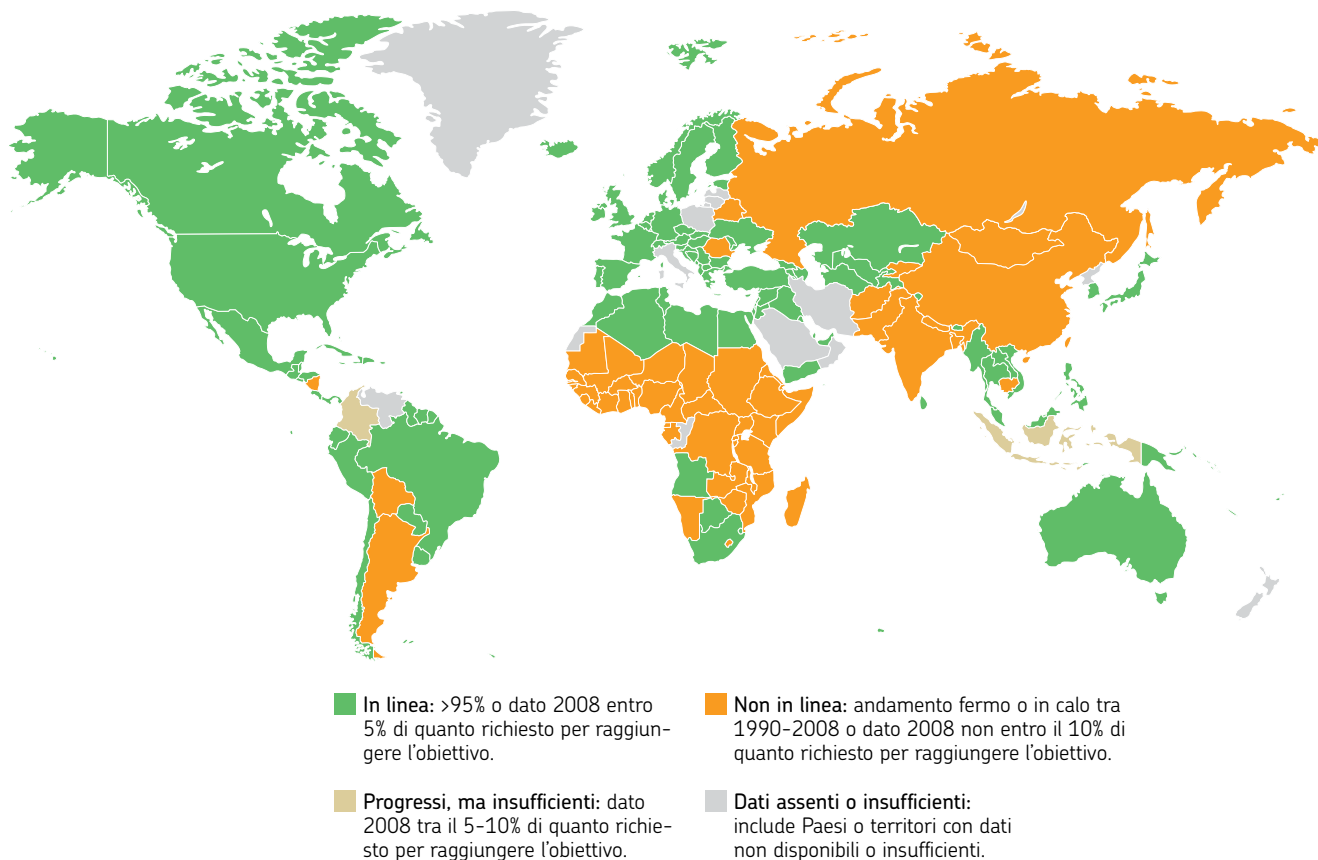 In linea: >95% o dato 2008 entro
5% di quanto richiesto per raggiun-
gere l’obiettivo.
Progressi, ma insufficienti: dato
2008 tra il 5-10% di quanto richie-
sto per raggiungere l’obiettivo.
Non in linea: andamento fermo o in calo tra
1990-2008 o dato 2008 non entro il 10% di
quanto richiesto per raggiungere l’obiettivo.
Dati assenti o insufficienti:
include Paesi o territori con dati
non disponibili o insufficienti.